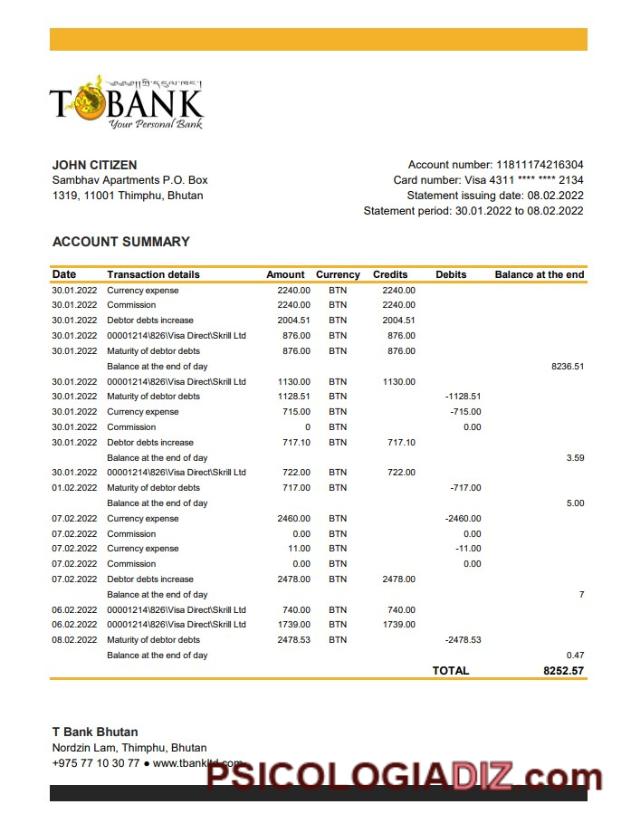 T BANK
Your Personal Bank
JOHN CITIZEN
Sambhav Apartments P.O. Box
1319, 11001 Thimphu, Bhutan
Account number: 11811174216304
Card number: Visa 4311 **** **** 2134
Statement issuing date: 08.02.2022
Statement period: 30.01.2022 to 08.02.2022
ACCOUNT SUMMARY
Date Transaction details Amount Currency Credits Debits Balance at the end
30.01.2022 Currency expense 2240.00 BTN 2240.00
30.01.2022 Commission 2240.00 BTN 2240.00
30.01.2022 Debtor debts increase 2004.51 BTN 2004.51
30.01.2022 00001214\826\Visa Direct\Skrill Ltd 876.00 BTN 876.00
30.01.2022 Maturity of debtor debts 876.00 BTN 876.00
Balance at the end of day 8236.51
30.01.2022 00001214\826\Visa Direct\Skrill Ltd 1130.00 BTN 1130.00
30.01.2022 Maturity of debtor debts 1128.51 BTN -1128.51
30.01.2022 Currency expense 715.00 BTN -715.00
30.01.2022 Commission 0 BTN 0.00
30.01.2022 Debtor debts increase 717.10 BTN 717.10
Balance at the end of day 3.59
30.01.2022 00001214\826\Visa Direct\Skrill Ltd 722.00 BTN 722.00
01.02.2022 Maturity of debtor debts 717.00 BTN -717.00
Balance at the end of day 5.00
07.02.2022 Currency expense 2460.00 BTN -2460.00
07.02.2022 Commission 0.00 BTN 0.00
07.02.2022 Currency expense 11.00 BTN -11.00
07.02.2022 Commission 0.00 BTN 0.00
07.02.2022 Debtor debts increase 2478.00 BTN 2478.00
Balance at the end of day 7
06.02.2022 00001214\826\Visa Direct\Skrill Ltd 740.00 BTN 740.00
06.02.2022 00001214\826\Visa Direct\Skrill Ltd 1739.00 BTN 1739.00
08.02.2022 Maturity of debtor debts 2478.53 BTN -2478.53
Balance at the end of day 0.47
TOTAL 8252.57
T Bank Bhutan
Nordzin Lam, Thimphu, Bhutan
+975 77 10 30 77 ● www.tbankltd.com
PSICOLOGIADIZ.com